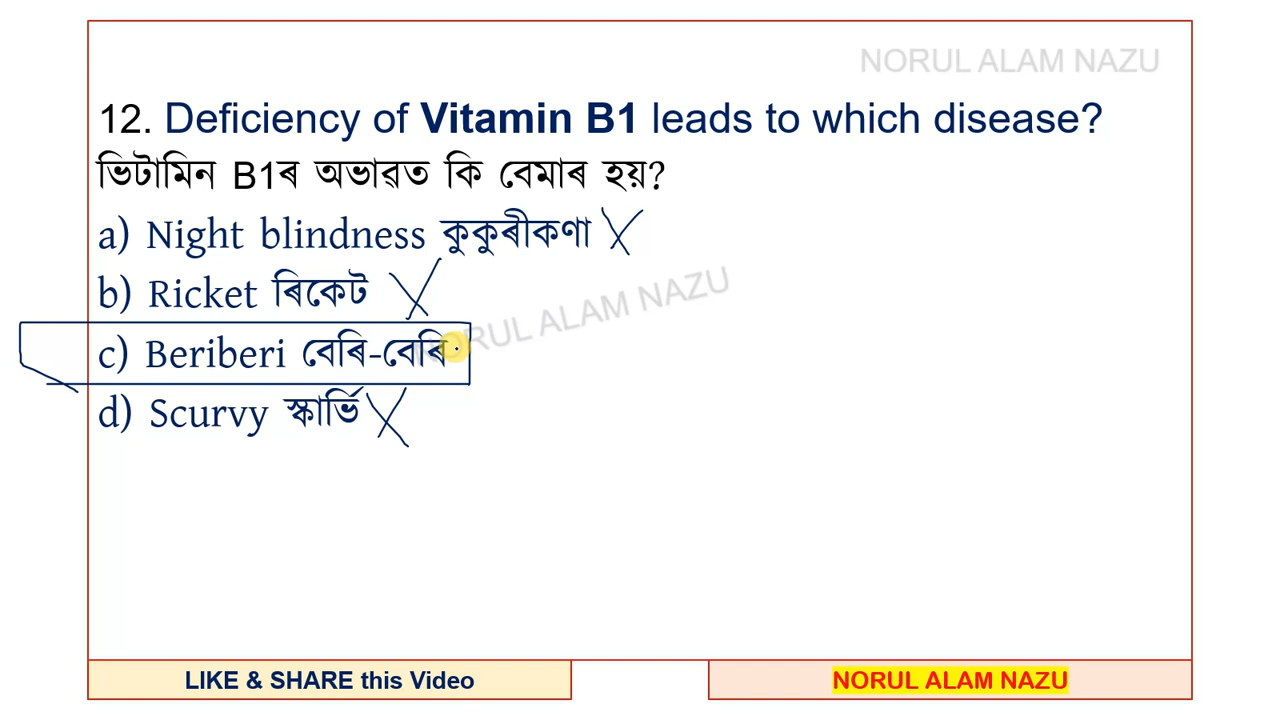 NORUL ALAM NAZU
12. Deficiency of Vitamin B1 leads to which disease?
ভিটামিন B1ৰ অভাৱত কি বেমাৰ হয়?
a) Night blindness কুকুৰীকণা
b) Ricket ৰিকেট
NORUL ALAM NAZU
c) Beriberi বেৰি-বেৰি
d) Scurvy স্কাৰ্ভি
LIKE & SHARE this Video
NORUL ALAM NAZU